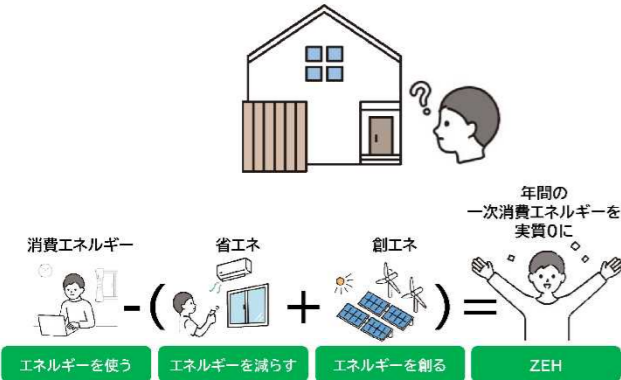 ?
年間の
一次消費エネルギーを
実質0に
消費エネルギー
省エネ
創エネ
-( + ) =
エネルギーを使う
エネルギーを減らす
エネルギーを創る
ZEH